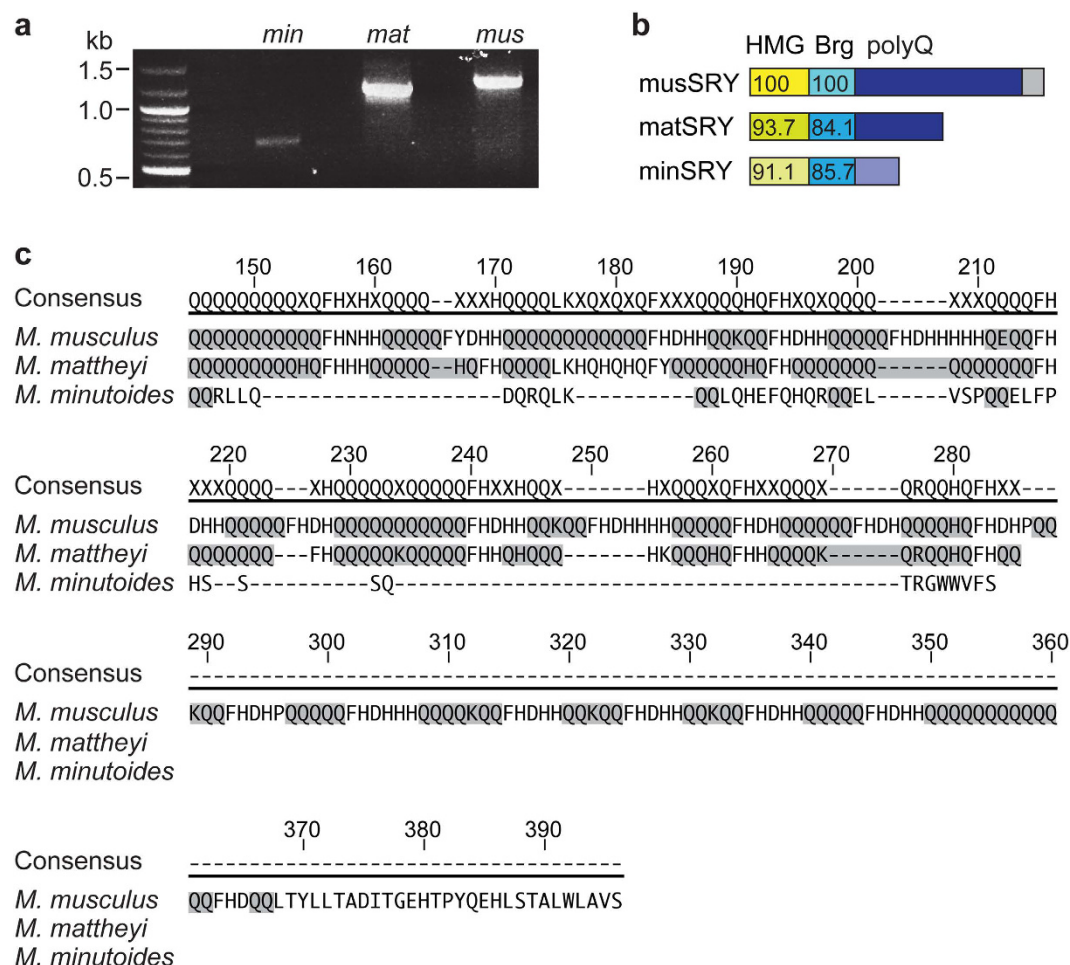 a
min mat mus
kb
1.5
1.0
0.5
b
HMG Brg polyQ
musSRY 100 100
matSRY 93.7 84.1
minSRY 91.1 85.7
c
150 160 170 180 190 200 210
Consensus QQQQQQQQQXQFHXHXQQQQ--XXXHQQQQLKXQXQXQFXXXQQQQHQFHXQXQQQQ------XXXQQQQFH
M. musculus QQQQQQQQQQQFHNHHQQQQQFYDHHQQQQQQQQQQQQFHDHHQQKQQFHDHHQQQQQFHDHHHHHQEQQFH
M. mattheyi QQQQQQQQQHQFHHHQQQQQ--HQFHQQQQLKHQHQHQFYQQQQQQHQFHQQQQQQQ------QQQQQQQFH
M. minutoides QQRLLQ--------------------DQRQLK----------QQLQHEFQHQRQQEL------VSPQQELFP
220 230 240 250 260 270 280
Consensus XXXQQQQ---XHQQQQQXQQQQQFHXXHQQX-------HXQQQXQFHXXQQQX------QRQQHQFHXX---
M. musculus DHHQQQQQFHDHQQQQQQQQQQQFHDHHQQKQQFHDHHHHQQQQQFHDHQQQQQQFHDHQQQQHQFHDHPQQ
M. mattheyi QQQQQQQ---FHQQQQQKQQQQQFHHQHQQQ-------HKQQQHQFHHQQQQK------QRQQHQFHQQ
M. minutoides HS--S----------SQ------------------------------------------TRGWWVFS
290 300 310 320 330 340 350 360
Consensus ------------------------------------------------------------------------
M. musculus KQQFHDHPQQQQQFHDHHHQQQQKQQFHDHHQQKQQFHDHHQQKQQFHDHHQQQQQFHDHHQQQQQQQQQQQ
M. mattheyi
M. minutoides
370 380 390
Consensus ------------------------------------
M. musculus QQFHDQQLTYLLTADITGEHTPYQEHLSTALWLAVS
M. mattheyi
M. minutoides